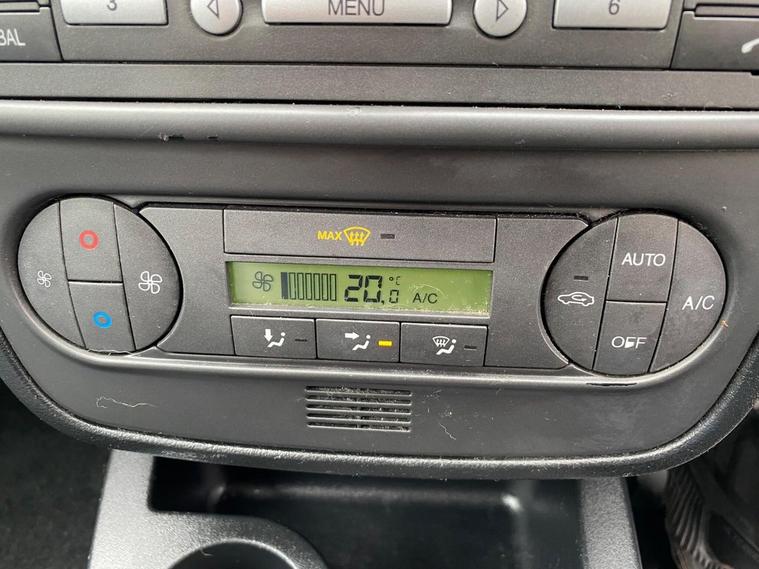 3 MENU 6
BAL
MAX
20.0 °C A/C
AUTO
A/C
OFF